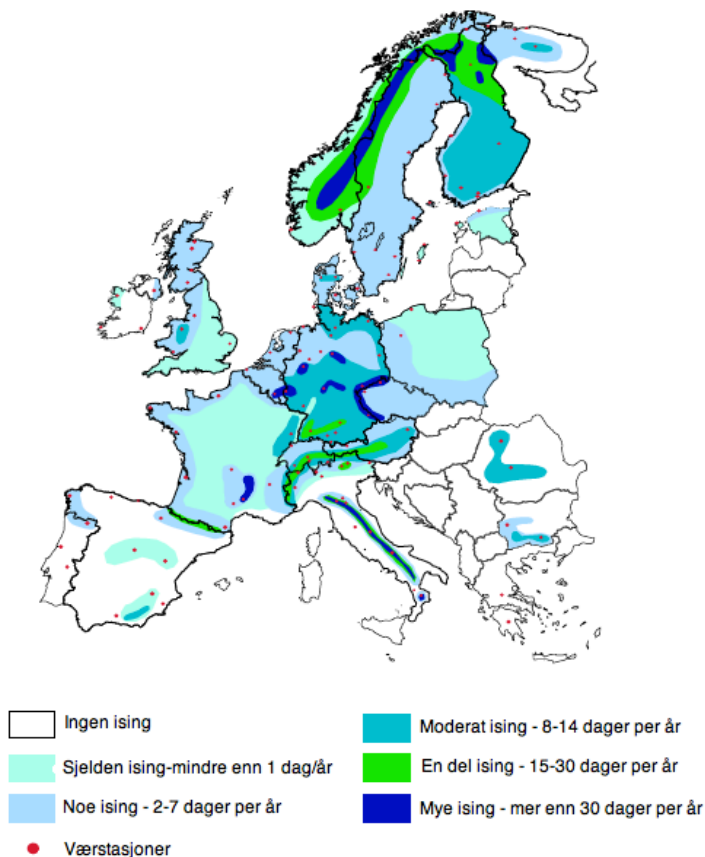 Ingen ising
Sjelden ising-mindre enn 1 dag/år
Noe ising - 2-7 dager per år
Værstasjoner
Moderat ising - 8-14 dager per år
En del ising - 15-30 dager per år
Mye ising - mer enn 30 dager per år